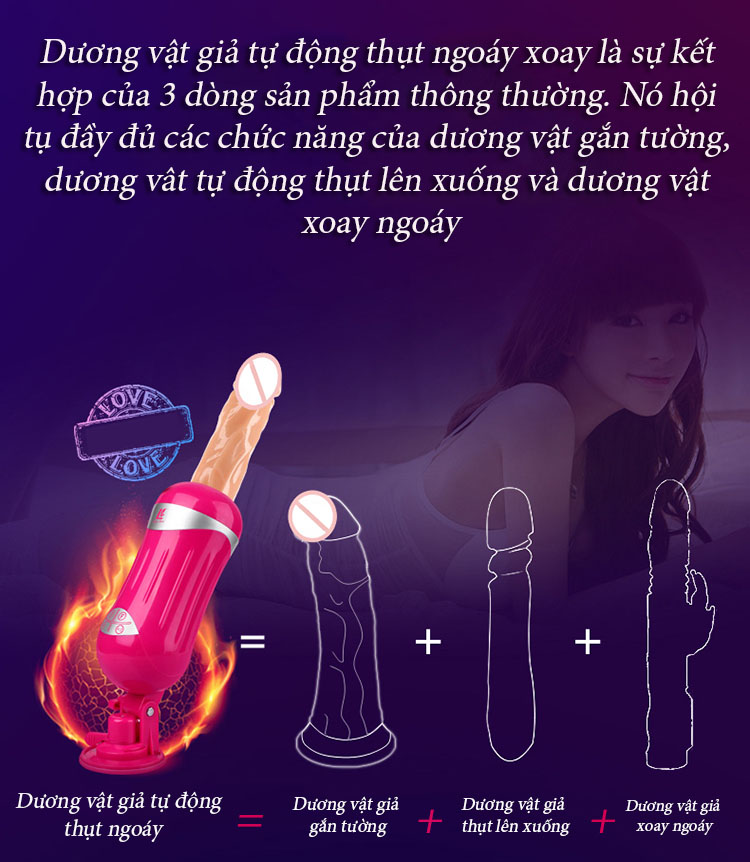 Dương vật giả tự động thụt ngoáy xoay là sự kết
hợp của 3 dòng sản phẩm thông thường. Nó hội
tụ đầy đủ các chức năng của dương vật gắn tường,
dương vât tự động thụt lên xuống và dương vật
xoay ngoáy
LOVE
LOVE
= + +
Dương vật giả tự động
thụt ngoáy
=
Dương vật giả
gắn tường
+
Dương vật giả
thụt lên xuống
+
Dương vật giả
xoay ngoáy